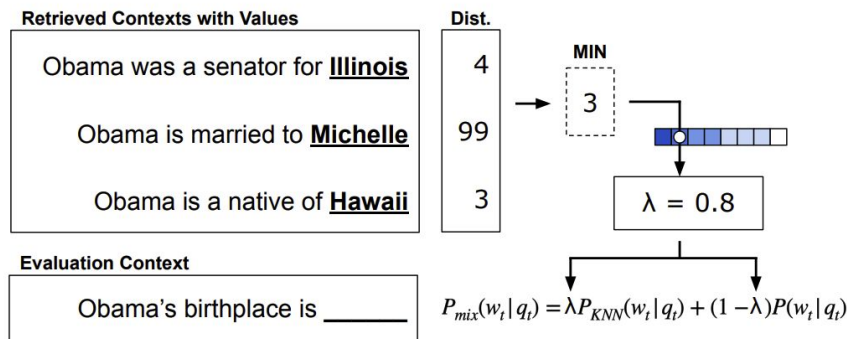 Retrieved Contexts with Values
Dist.
Obama was a senator for Illinois
4
MIN
3
Obama is married to Michelle
99
Obama is a native of Hawaii
3
λ = 0.8
Evaluation Context
Obama’s birthplace is ______
P_mix(w_t|q_t) = λP_KNN(w_t|q_t) + (1 −λ)P(w_t|q_t)